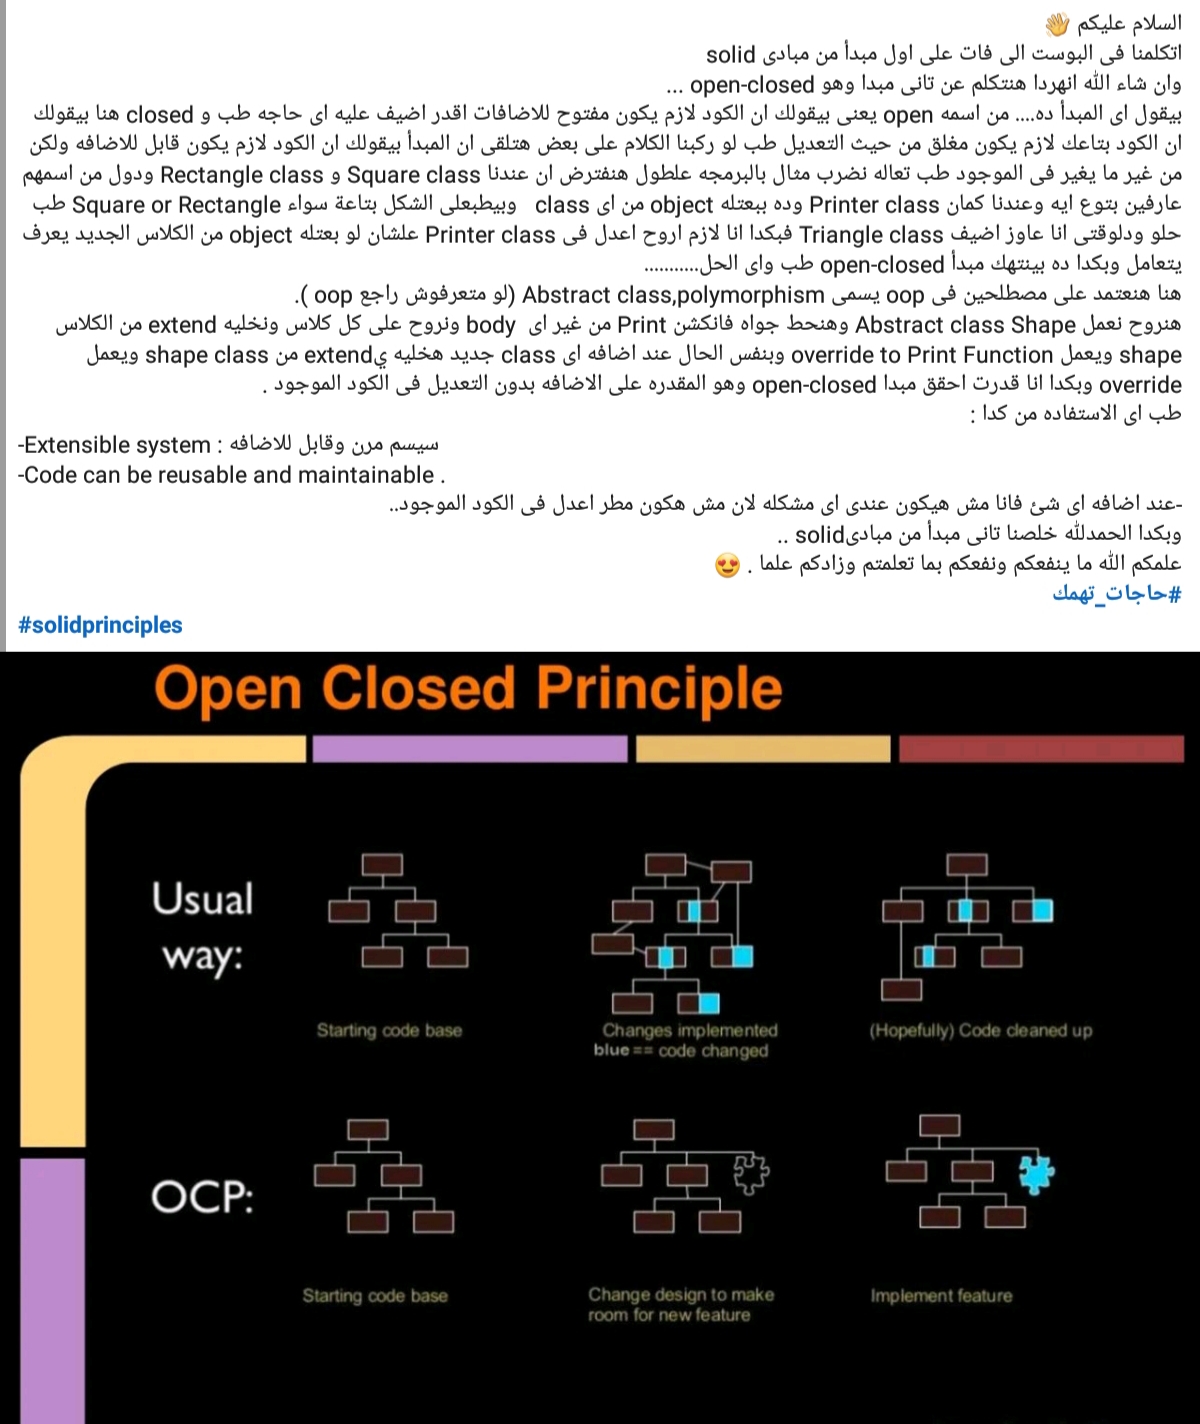 السلام عليكم 👋
اتكلمنا فى البوست الى فات على اول مبدأ من مبادى solid
وان شاء الله انهردا هنتكلم عن تانى مبدا وهو open-closed ...
بيقول اى المبدأ ده.... من اسمه open يعنى بيقولك ان الكود لازم يكون مفتوح للاضافات اقدر اضيف عليه اى حاجه طب و closed هنا بيقولك
ان الكود بتاعك لازم يكون مغلق من حيث التعديل طب لو ركبنا الكلام على بعض هتلقى ان المبدأ بيقولك ان الكود لازم يكون قابل للاضافه ولكن
من غير ما يغير فى الموجود طب تعاله نضرب مثال بالبرمجه علطول هنفترض ان عندنا Square class و Rectangle class ودول من اسمهم
عارفين بتوع ايه وعندنا كمان Printer class وده ببعتله object من اى class وبيطبعلى الشكل بتاعة سواء Square or Rectangle طب
حلو ودلوقتى انا عاوز اضيف Triangle class فبكدا انا لازم اروح اعدل فى Printer class علشان لو بعتله object من الكلاس الجديد يعرف
يتعامل وبكدا ده بينتهك مبدأ open-closed طب واى الحل...........
هنا هنعتمد على مصطلحين فى oop يسمى Abstract class,polymorphism (لو متعرفوش راجع oop ).
هنروح نعمل Abstract class Shape وهنحط جواه فانكشن Print من غير اى body ونروح على كل كلاس ونخليه extend من الكلاس
shape ويعمل override to Print Function وبنفس الحال عند اضافه اى class جديد هخليه يextend من shape class ويعمل
override وبكدا انا قدرت احقق مبدا open-closed وهو المقدره على الاضافه بدون التعديل فى الكود الموجود .
طب اى الاستفاده من كدا :
-Extensible system : سيسم مرن وقابل للاضافه
-Code can be reusable and maintainable .
-عند اضافه اى شئ فانا مش هيكون عندى اى مشكله لان مش هكون مطر اعدل فى الكود الموجود..
وبكدا الحمدلله خلصنا تانى مبدأ من مبادىsolid ..
علمكم الله ما ينفعكم ونفعكم بما تعلمتم وزادكم علما . 😍
#حاجات_تهمك
#solidprinciples
Open Closed Principle
Usual
way:
Starting code base
Changes implemented
blue == code changed
(Hopefully) Code cleaned up
OCP:
Starting code base
Change design to make
room for new feature
Implement feature